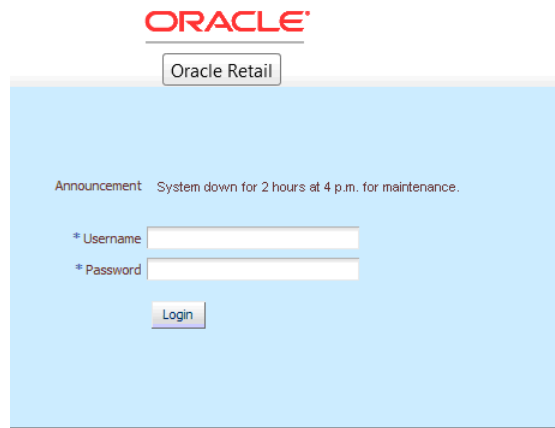 ORACLE
Oracle Retail
Announcement System down for 2 hours at 4 p.m. for maintenance.
* Username
* Password
Login